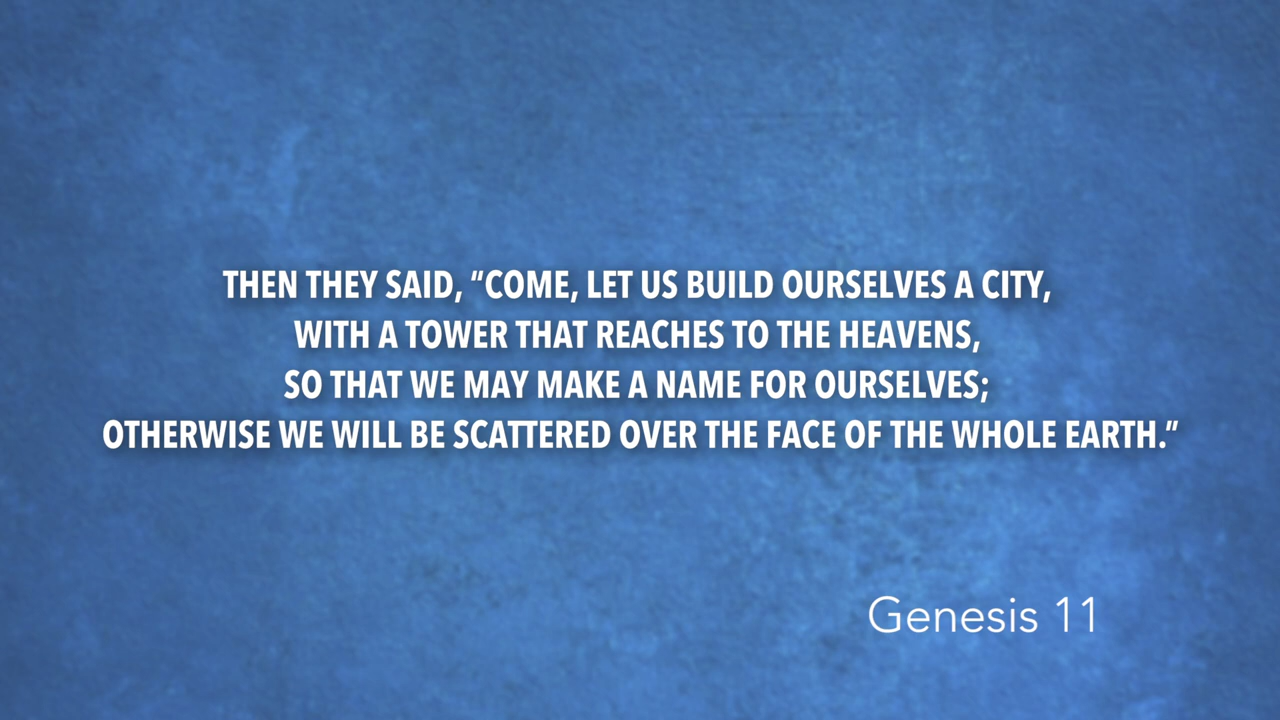 THEN THEY SAID, “COME, LET US BUILD OURSELVES A CITY,
WITH A TOWER THAT REACHES TO THE HEAVENS,
SO THAT WE MAY MAKE A NAME FOR OURSELVES;
OTHERWISE WE WILL BE SCATTERED OVER THE FACE OF THE WHOLE EARTH.”
Genesis 11